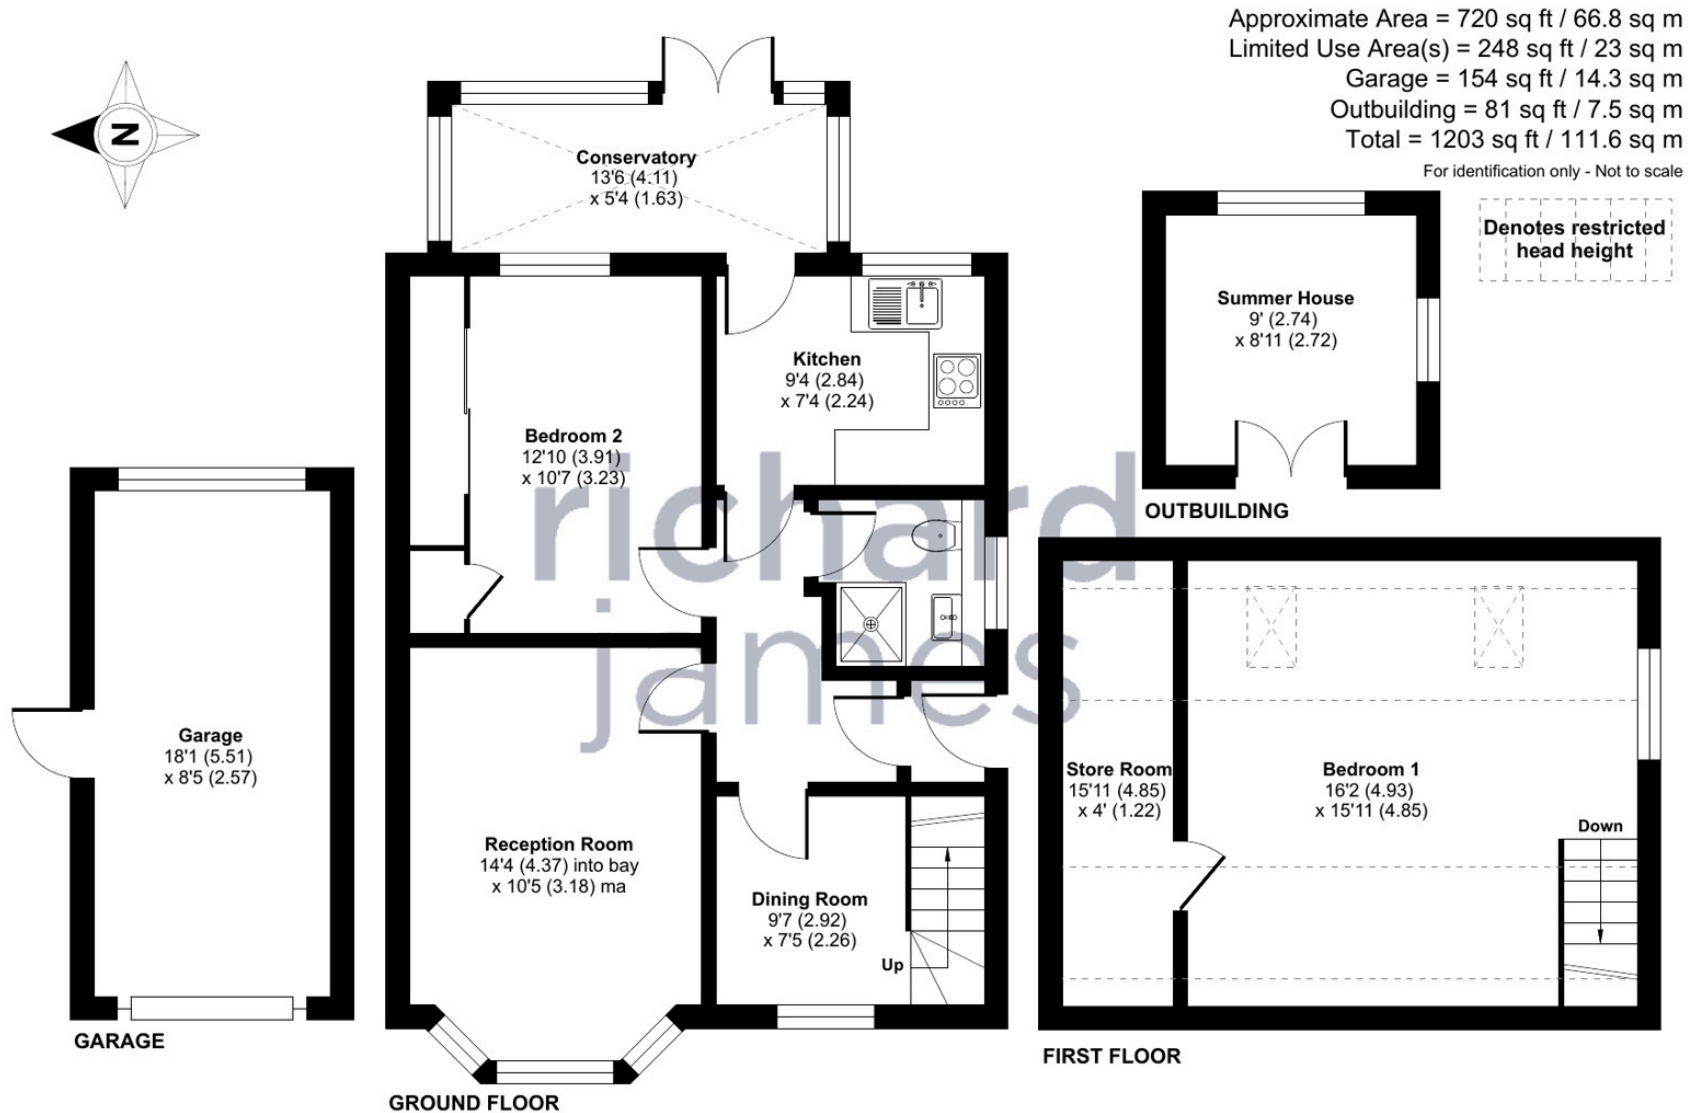 Approximate Area = 720 sq ft / 66.8 sq m
Limited Use Area(s) = 248 sq ft / 23 sq m
Garage = 154 sq ft / 14.3 sq m
Outbuilding = 81 sq ft / 7.5 sq m
Total = 1203 sq ft / 111.6 sq m
For identification only - Not to scale
Denotes restricted
head height
N
Conservatory
13'6 (4.11)
x 5'4 (1.63)
Summer House
9' (2.74)
x 8'11 (2.72)
OUTBUILDING
Kitchen
9'4 (2.84)
x 7'4 (2.24)
Bedroom 2
12'10 (3.91)
x 10'7 (3.23)
richard
james
Garage
18'1 (5.51)
x 8'5 (2.57)
GARAGE
Reception Room
14'4 (4.37) into bay
x 10'5 (3.18) ma
Dining Room
9'7 (2.92)
x 7'5 (2.26)
Up
GROUND FLOOR
Store Room
15'11 (4.85)
x 4' (1.22)
Bedroom 1
16'2 (4.93)
x 15'11 (4.85)
Down
FIRST FLOOR